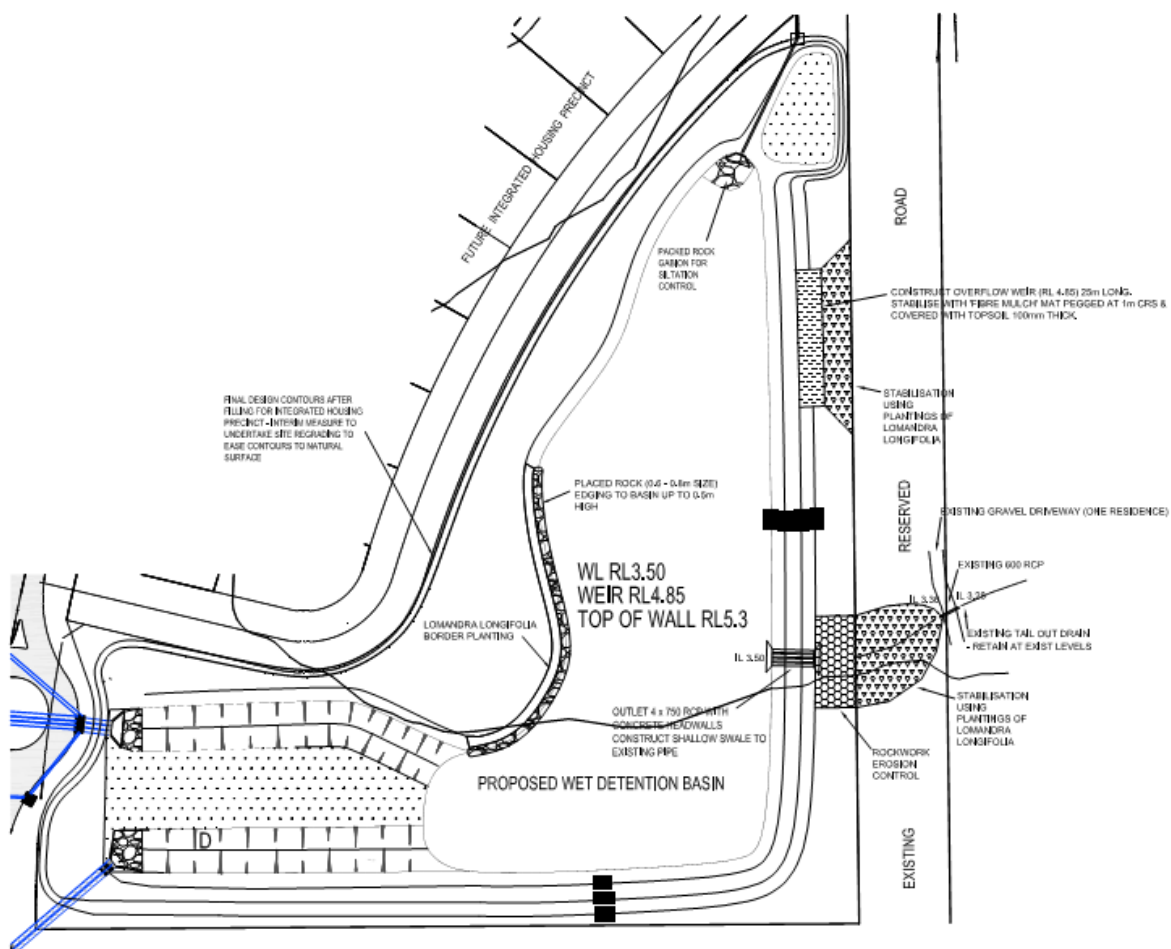 FUTURE INTEGRATED HOUSING PRECINCT
ROAD
PACKED ROCK
GABION FOR
SILTATION
CONTROL
CONSTRUCT OVERFLOW WEIR (RL 4.85) 25m LONG.
STABILISE WITH 'FIBRE MULCH' MAT PEGGED AT 1m CRS &
COVERED WITH TOPSOIL 100mm THICK.
FINAL DESIGN CONTOURS AFTER
FILLING FOR INTEGRATED HOUSING
PRECINCT - INTERIM MEASURE TO
UNDERTAKE SITE REGRADING TO
EASE CONTOURS TO NATURAL
SURFACE
STABILISATION
USING
PLANTINGS OF
LOMANDRA
LONGIFOLIA
PLACED ROCK (0.6 - 0.8m SIZE)
EDGING TO BASIN UP TO 0.5m
HIGH
RESERVED
EXISTING GRAVEL DRIVEWAY (ONE RESIDENCE)
WL RL3.50
WEIR RL4.85
TOP OF WALL RL5.3
EXISTING 600 RCP
IL 3.36
IL 3.28
LOMANDRA LONGIFOLIA
BORDER PLANTING
EXISTING TAIL OUT DRAIN
- RETAIN AT EXIST LEVELS
IL 3.50
OUTLET 4 x 750 RCP WITH
CONCRETE HEADWALLS
CONSTRUCT SHALLOW SWALE TO
EXISTING PIPE
STABILISATION
USING
PLANTINGS OF
LOMANDRA
LONGIFOLIA
ROCKWORK
EROSION
CONTROL
PROPOSED WET DETENTION BASIN
D
EXISTING